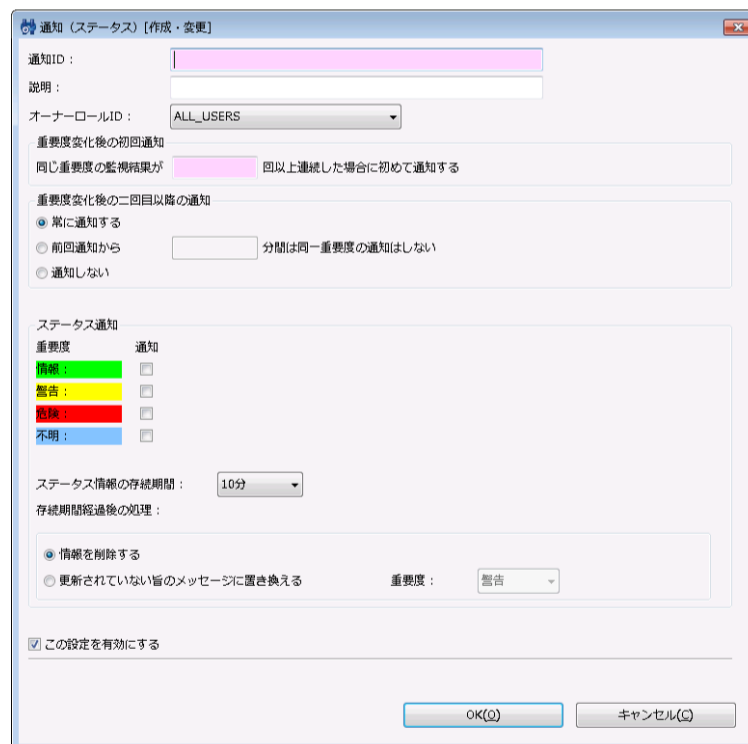 通知（ステータス）[作成・変更]
通知ID：
説明：
オーナーロールID： ALL_USERS
重要度変化後の初回通知
同じ重要度の監視結果が 回以上連続した場合に初めて通知する
重要度変化後の二回目以降の通知
常に通知する
前回通知から 分間は同一重要度の通知はしない
通知しない
ステータス通知
重要度 通知
情報：
警告：
危険：
不明：
ステータス情報の存続期間： 10分
存続期間経過後の処理：
情報を削除する
更新されていない旨のメッセージに置き換える 重要度： 警告
この設定を有効にする
OK(O) キャンセル(C)